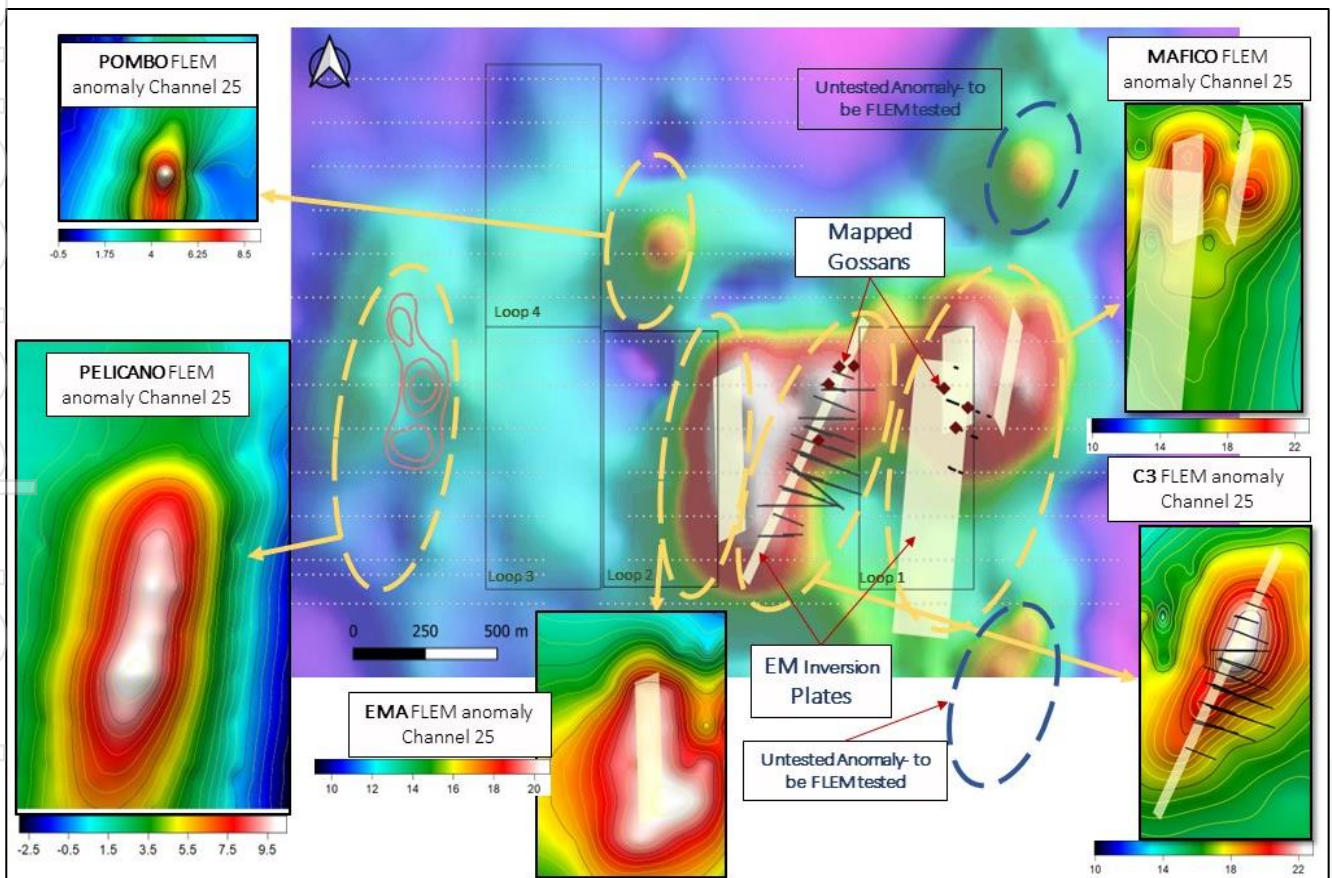 POMBO FLEM
anomaly Channel 25
-0.5 1.75 4 6.25 8.5
Untested Anomaly- to
be FLEM tested
MAFICO FLEM
anomaly Channel 25
10 14 18 22
Mapped
Gossans
Loop 4
PELICANO FLEM
anomaly Channel 25
-2.5 -0.5 1.5 3.5 5.5 7.5 9.5
Loop 3
Loop 2
Loop 1
0 250 500 m
EMA FLEM anomaly
Channel 25
10 12 14 16 18 20
EM Inversion
Plates
Untested Anomaly- to
be FLEM tested
C3 FLEM anomaly
Channel 25
10 14 18 22